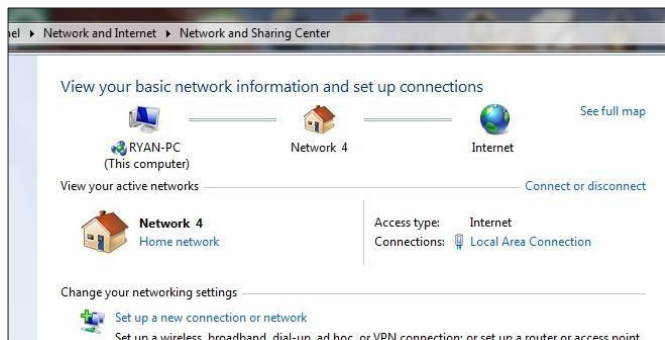 Network and Internet ▸ Network and Sharing Center
View your basic network information and set up connections
See full map
RYAN-PC
(This computer)
Network 4
Internet
View your active networks
Connect or disconnect
Network 4
Home network
Access type: Internet
Connections: Local Area Connection
Change your networking settings
Set up a new connection or network
Set up a wireless, broadband, dial-up, ad hoc, or VPN connection; or set up a router or access point.